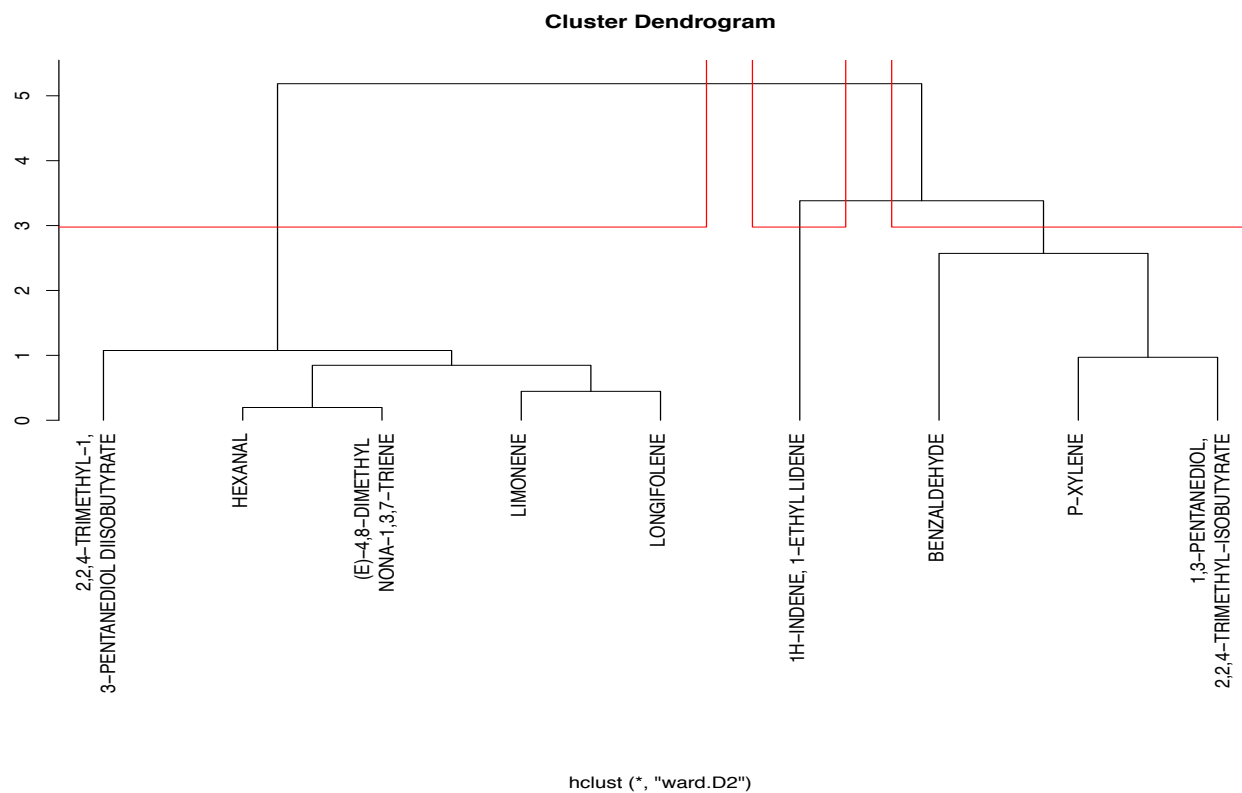 Cluster Dendrogram
5
4
3
2
1
0
2,2,4−TRIMETHYL−1,
3−PENTANEDIOL DIISOBUTYRATE
HEXANAL
(E)−4,8−DIMETHYL
NONA−1,3,7−TRIENE
LIMONENE
LONGIFOLENE
1H−INDENE, 1−ETHYL LIDENE
BENZALDEHYDE
P−XYLENE
1,3−PENTANEDIOL,
2,2,4−TRIMETHYL−ISOBUTYRATE
hclust (*, "ward.D2")